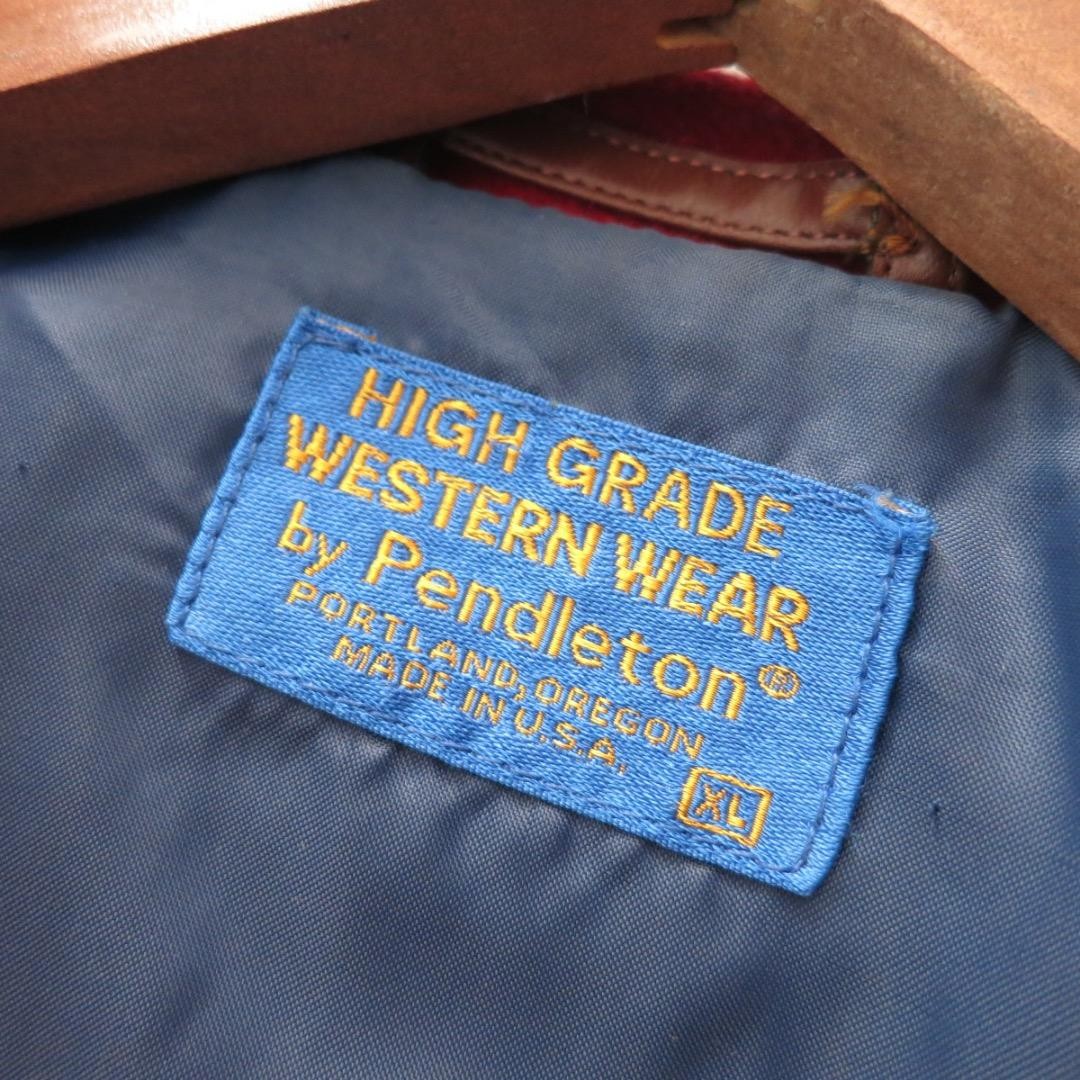 HIGH GRADE
WESTERN WEAR
by Pendleton®
PORTLAND, OREGON
MADE IN U.S.A.
XL